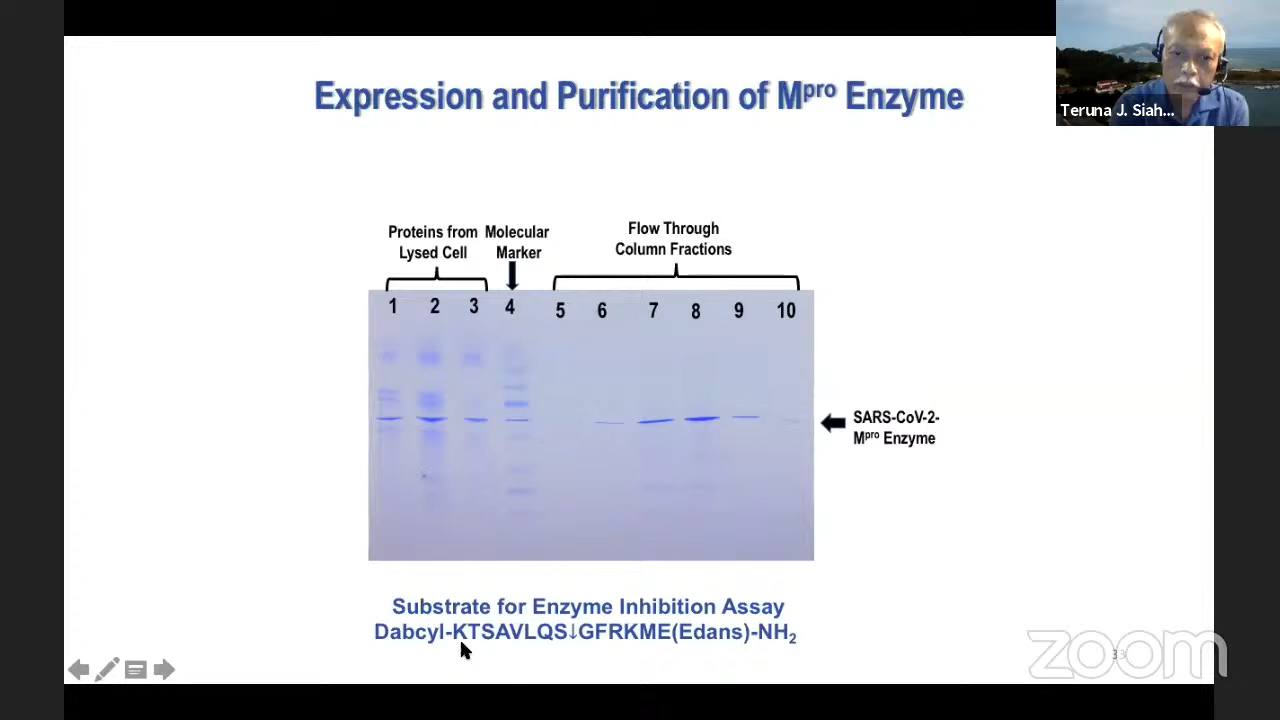 Expression and Purification of Mᵖʳᵒ Enzyme
Teruna J. Siah...
Proteins from
Lysed Cell
Molecular
Marker
Flow Through
Column Fractions
1 2 3 4 5 6 7 8 9 10
SARS-CoV-2-
Mᵖʳᵒ Enzyme
Substrate for Enzyme Inhibition Assay
Dabcyl-KTSAVLQS↓GFRKME(Edans)-NH₂
zoom